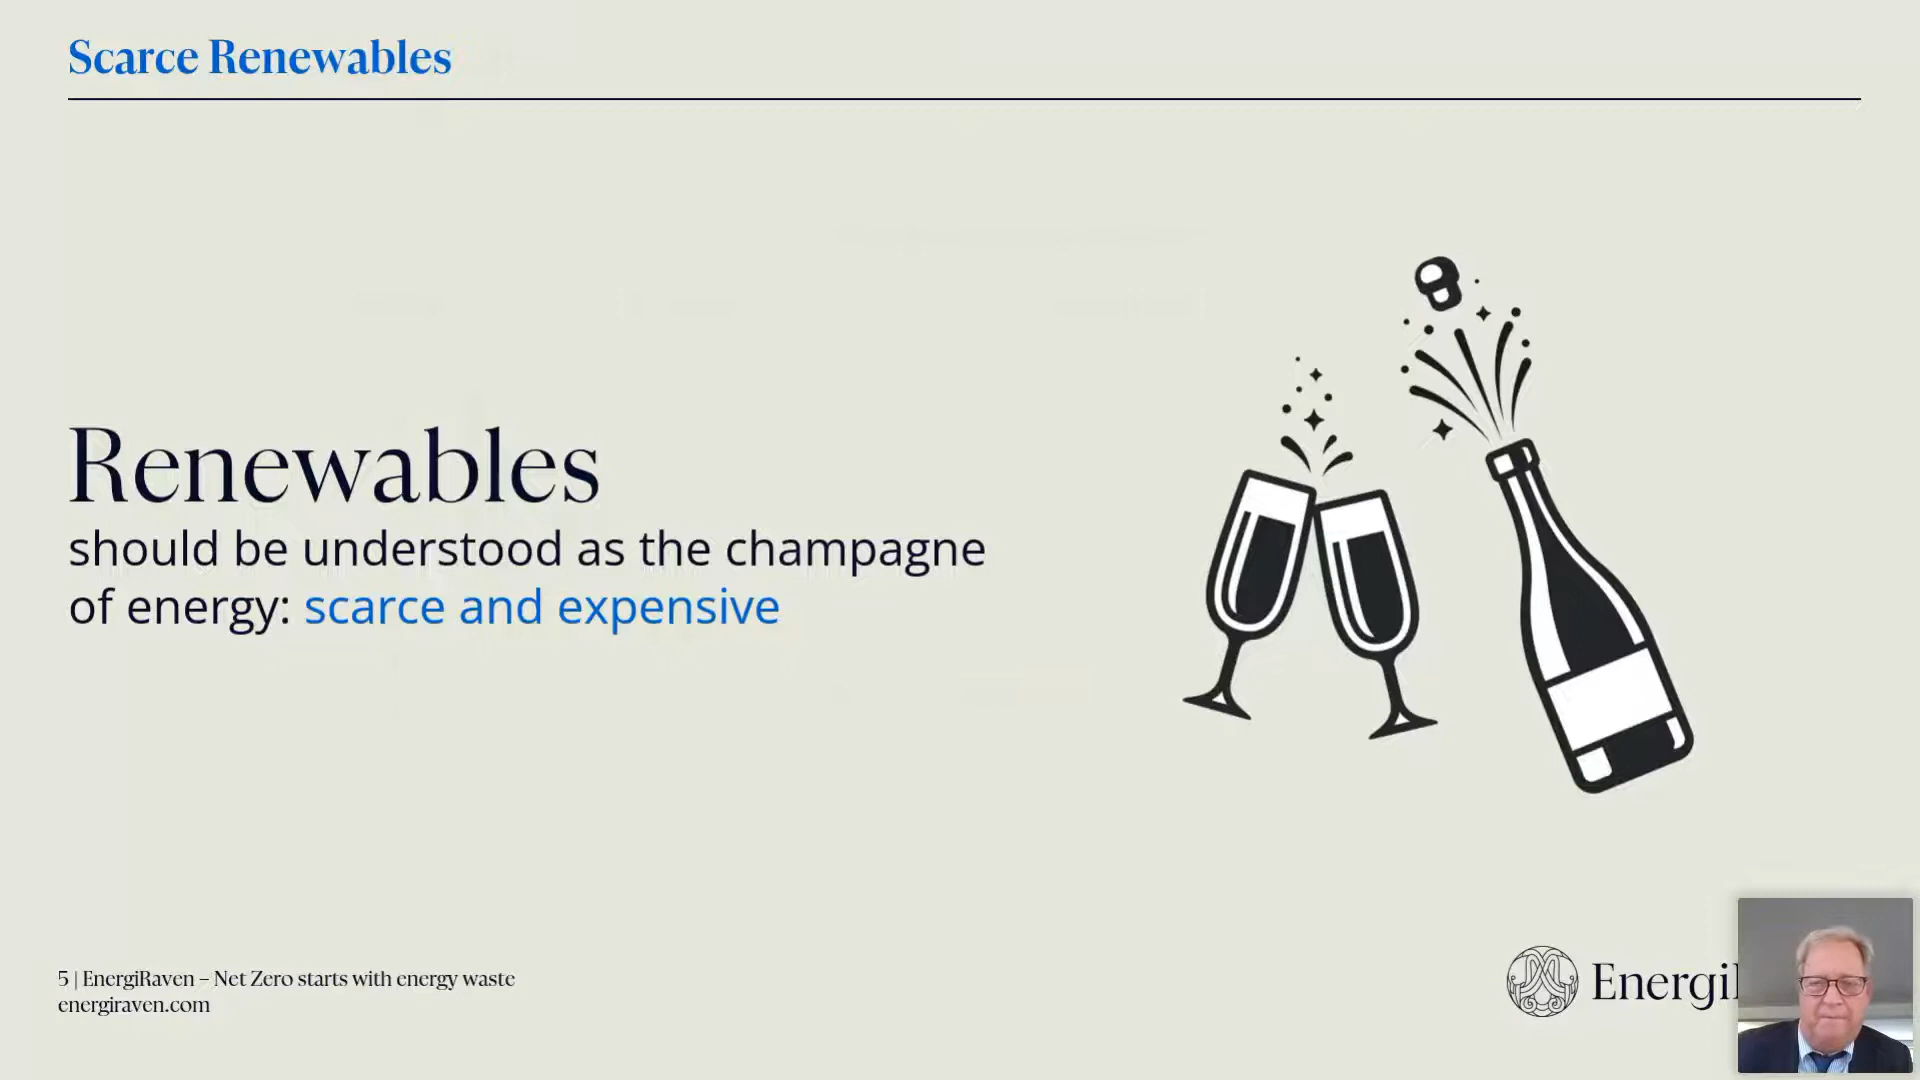 Scarce Renewables
Renewables
should be understood as the champagne
of energy: scarce and expensive
5 | EnergiRaven – Net Zero starts with energy waste
energiraven.com
Energi